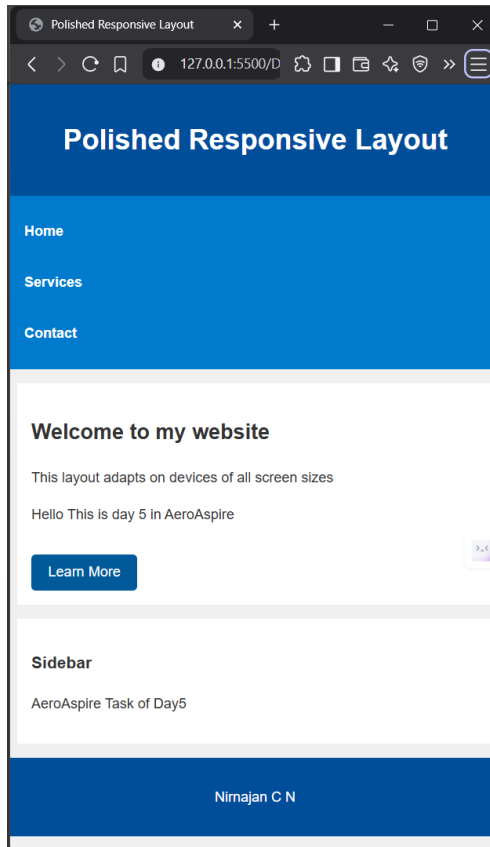 Polished Responsive Layout
127.0.0.1:5500/D
Polished Responsive Layout
Home
Services
Contact
Welcome to my website
This layout adapts on devices of all screen sizes
Hello This is day 5 in AeroAspire
Learn More
Sidebar
AeroAspire Task of Day5
Nirnajan C N